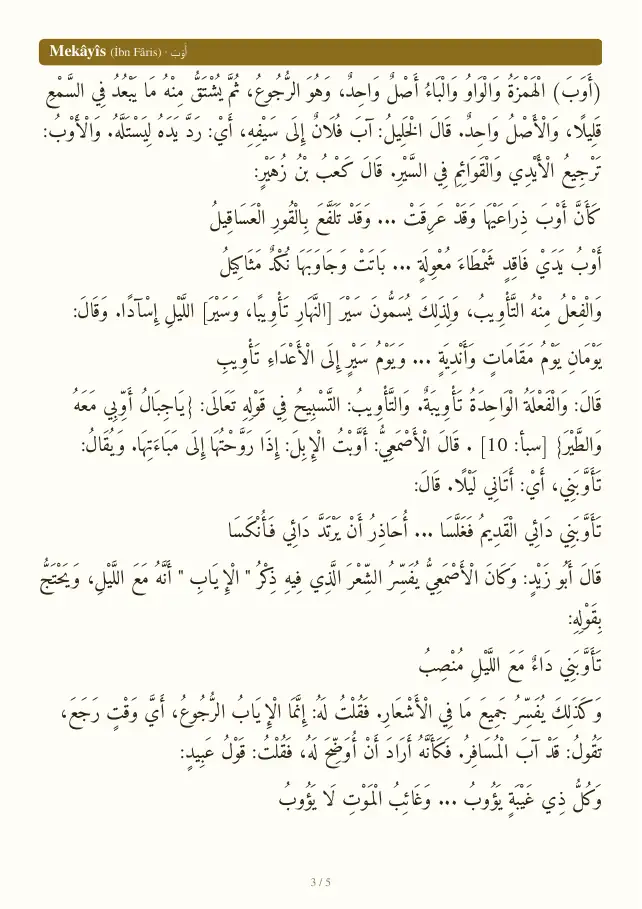 Mekâyîs (İbn Fâris) · أَوَبَ
(أَوَبَ) الْهَمْزَةُ وَالْوَاوُ وَالْبَاءُ أَصْلٌ وَاحِدٌ، وَهُوَ الرُّجُوعُ، ثُمَّ يُشْتَقُّ مِنْهُ مَا يَبْعُدُ فِي السَّمْعِ
قَلِيلًا، وَالْأَصْلُ وَاحِدٌ. قَالَ الْخَلِيلُ: آبَ فُلَانٌ إِلَى سَيْفِهِ، أَيْ: رَدَّ يَدَهُ لِيَسْتَلَّهُ. وَالْأَوْبُ:
تَرْجِيعُ الْأَيْدِي وَالْقَوَائِمِ فِي السَّيْرِ. قَالَ كَعْبُ بْنُ زُهَيْرٍ:
كَأَنَّ أَوْبَ ذِرَاعَيْهَا وَقَدْ عَرِقَتْ ... وَقَدْ تَلَفَّعَ بِالْقُورِ الْعَسَاقِيلُ
أَوْبُ يَدَيْ فَاقِدٍ شَمْطَاءَ مُعْوِلَةٍ ... بَاتَتْ وَجَاوَبَهَا نُكْدٌ مَثَاكِيلُ
وَالْفِعْلُ مِنْهُ التَّأْوِيبُ، وَلِذَلِكَ يُسَمُّونَ سَيْرَ [النَّهَارِ تَأْوِيبًا، وَسَيْرَ] اللَّيْلِ إِسْآدًا. وَقَالَ:
يَوْمَانِ يَوْمُ مَقَامَاتٍ وَأَنْدِيَةٍ ... وَيَوْمُ سَيْرٍ إِلَى الْأَعْدَاءِ تَأْوِيبِ
قَالَ: وَالْفَعْلَةُ الْوَاحِدَةُ تَأْوِيبَةٌ. وَالتَّأْوِيبُ: التَّسْبِيحُ فِي قَوْلِهِ تَعَالَى: {يَاجِبَالُ أَوِّبِي مَعَهُ
وَالطَّيْرَ} [سبأ: 10] . قَالَ الْأَصْمَعِيُّ: أَوَّبْتُ الْإِبِلَ: إِذَا رَوَّحْتُهَا إِلَى مَبَاءَتِهَا. وَيُقَالُ:
تَأَوَّبَنِي، أَيْ: أَتَانِي لَيْلًا. قَالَ:
تَأَوَّبَنِي دَائِي الْقَدِيمُ فَغَلَّسَا ... أُحَاذِرُ أَنْ يَرْتَدَّ دَائِي فَأُنْكَسَا
قَالَ أَبُو زَيْدٍ: وَكَانَ الْأَصْمَعِيُّ يُفَسِّرُ الشِّعْرَ الَّذِي فِيهِ ذِكْرُ " الْإِيَابِ " أَنَّهُ مَعَ اللَّيْلِ، وَيَحْتَجُّ
بِقَوْلِهِ:
تَأَوَّبَنِي دَاءٌ مَعَ اللَّيْلِ مُنْصِبُ
وَكَذَلِكَ يُفَسِّرُ جَمِيعَ مَا فِي الْأَشْعَارِ. فَقُلْتُ لَهُ: إِنَّمَا الْإِيَابُ الرُّجُوعُ، أَيَّ وَقْتٍ رَجَعَ،
تَقُولُ: قَدْ آبَ الْمُسَافِرُ. فَكَأَنَّهُ أَرَادَ أَنْ أُوَضِّحَ لَهُ، فَقُلْتُ: قَوْلُ عَبِيدٍ:
وَكُلُّ ذِي غَيْبَةٍ يَؤُوبُ ... وَغَائِبُ الْمَوْتِ لَا يَؤُوبُ
3 / 5